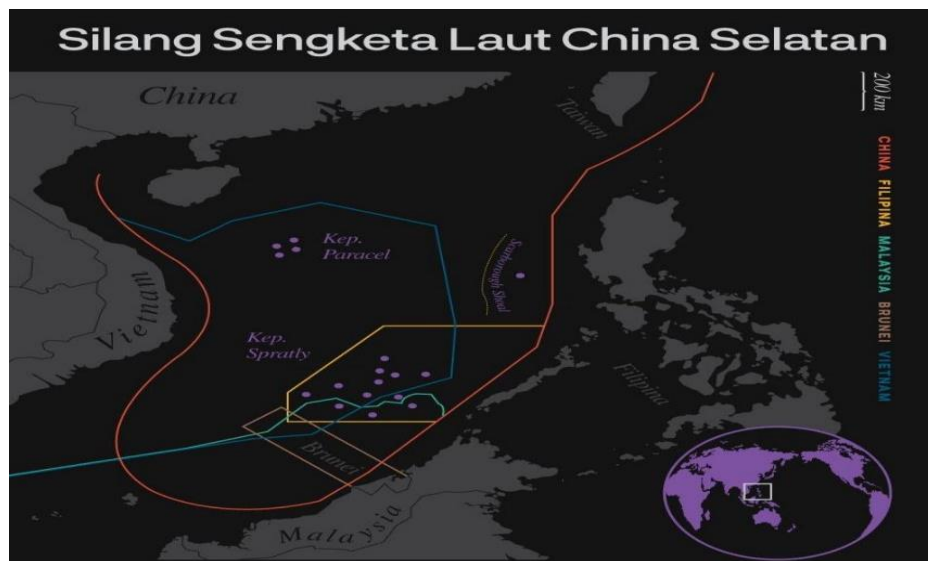 Silang Sengketa Laut China Selatan
China
Taiwan
200 km
CHINA FILIPINA MALAYSIA BRUNEI VIETNAM
Kep.
Paracel
Scarborough Shoal
Vietnam
Kep.
Spratly
Filipina
Brunei
Malaysia